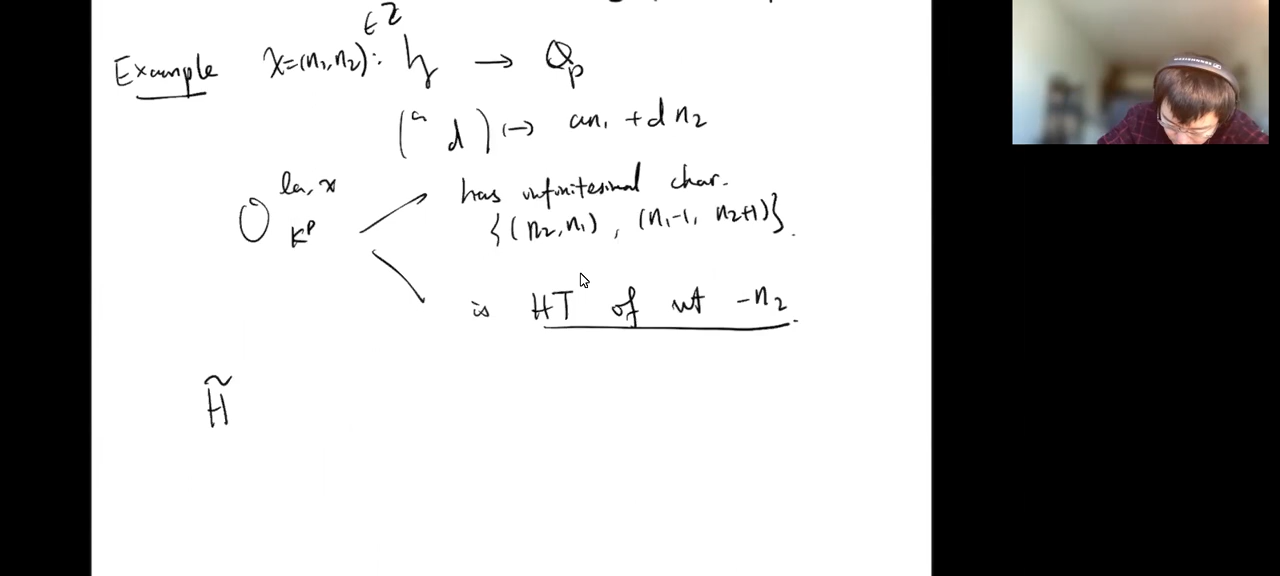 ∈ Z
Example χ=(n₁,n₂): h → Q_p
(a d) ↦ an₁ + dn₂
O_{K^p}^{la,χ} has infinitesimal char.
{(n₂,n₁), (n₁-1, n₂+1)}.
is HT of wt -n₂.
H̃